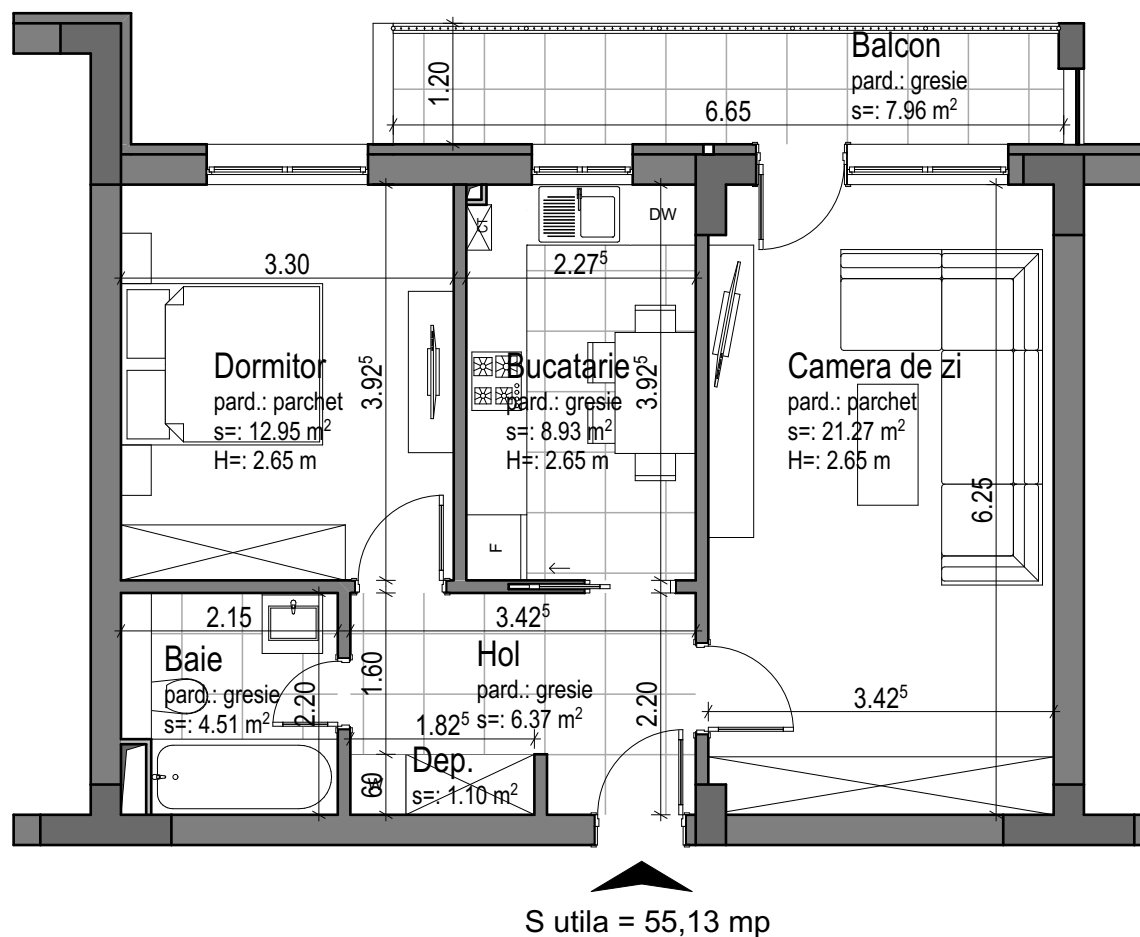 Balcon
pard.: gresie
s=: 7.96 m²
1.20
6.65
3.30
2.27⁵
CT
DW
Dormitor
pard.: parchet
s=: 12.95 m²
H=: 2.65 m
3.92⁵
Bucatarie
pard.: gresie
s=: 8.93 m²
H=: 2.65 m
3.92⁵
Camera de zi
pard.: parchet
s=: 21.27 m²
H=: 2.65 m
6.25
F
2.15
3.42⁵
Baie
pard.: gresie
s=: 4.51 m²
2.20
1.60
Hol
pard.: gresie
s=: 6.37 m²
2.20
3.42⁵
1.82⁵
60
Dep.
s=: 1.10 m²
S utila = 55,13 mp